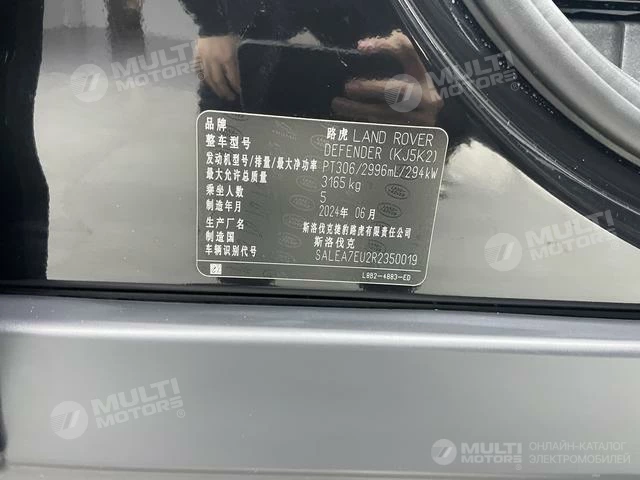 品牌 路虎 LAND ROVER
整车型号 DEFENDER (KJ5K2)
发动机型号/排量/最大净功率 PT306/2996mL/294kW
最大允许总质量 3165kg
乘坐人数 5
制造年月 2024年 06月
生产厂名 斯洛伐克捷豹路虎有限责任公司
制造国 斯洛伐克
车辆识别代号 SALEA7EU2R2350019
L8B2-4883-ED
MULTI MOTORS
MULTI MOTORS
MULTI MOTORS
MULTI MOTORS
MULTI MOTORS ОНЛАЙН-КАТАЛОГ ЭЛЕКТРОМОБИЛЕЙ